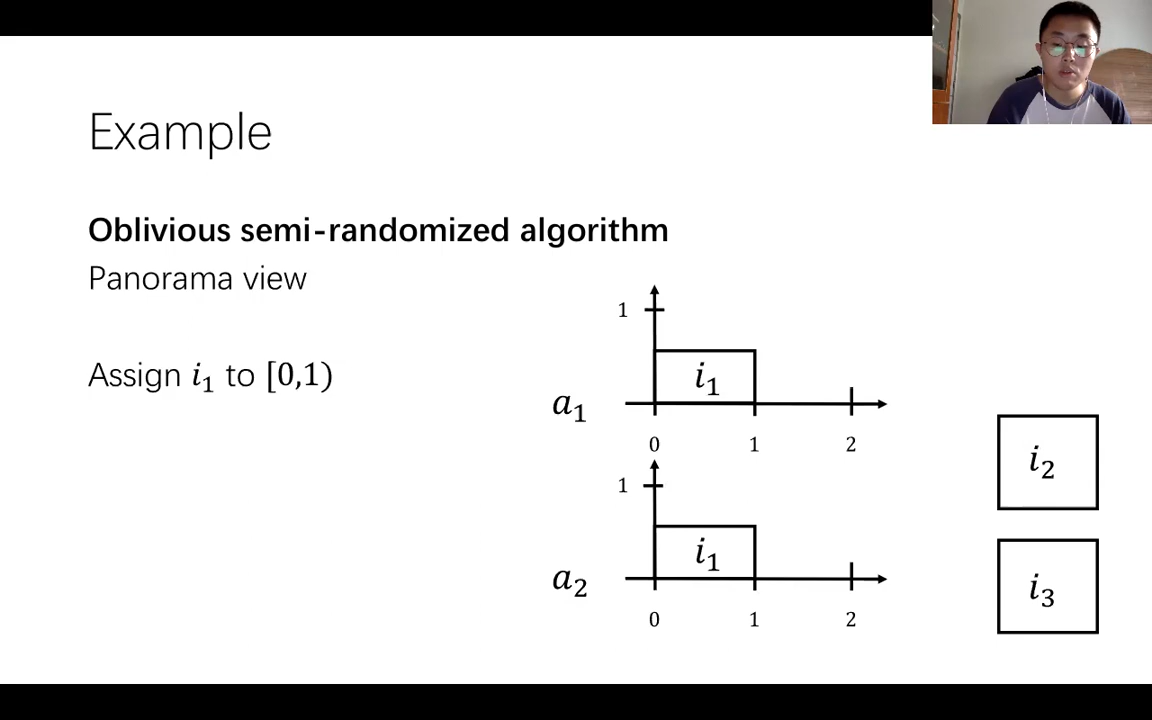 Example
Oblivious semi-randomized algorithm
Panorama view
Assign i₁ to [0,1)
1
i₁
a₁
0 1 2
1
i₁
a₂
0 1 2
i₂
i₃